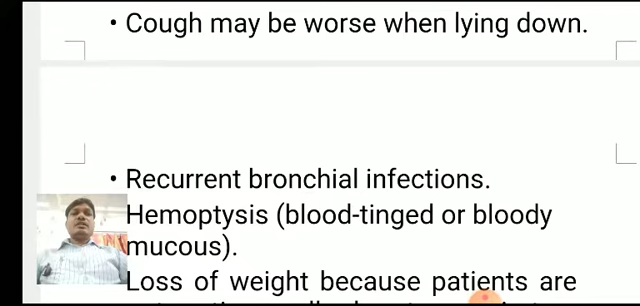 • Cough may be worse when lying down.
• Recurrent bronchial infections.
Hemoptysis (blood-tinged or bloody
mucous).
Loss of weight because patients are